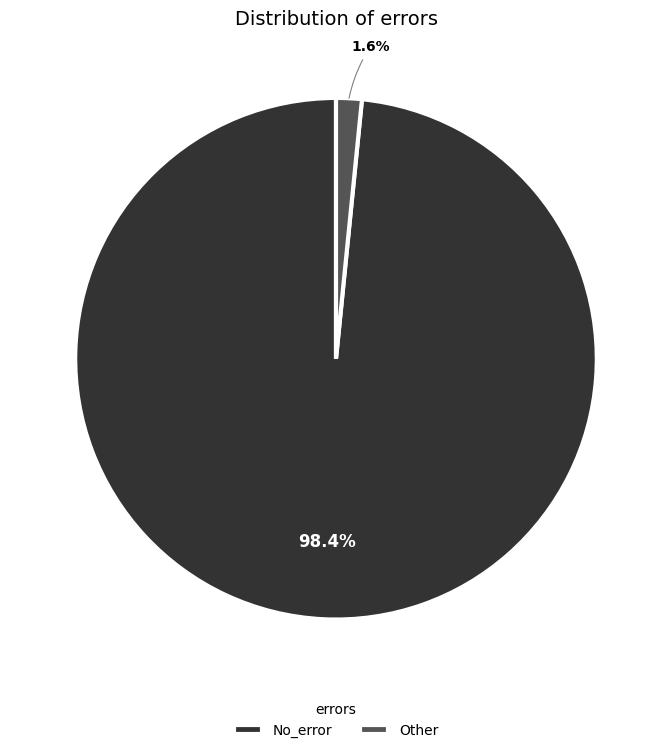 Distribution of errors
1.6%
98.4%
errors
No_error Other